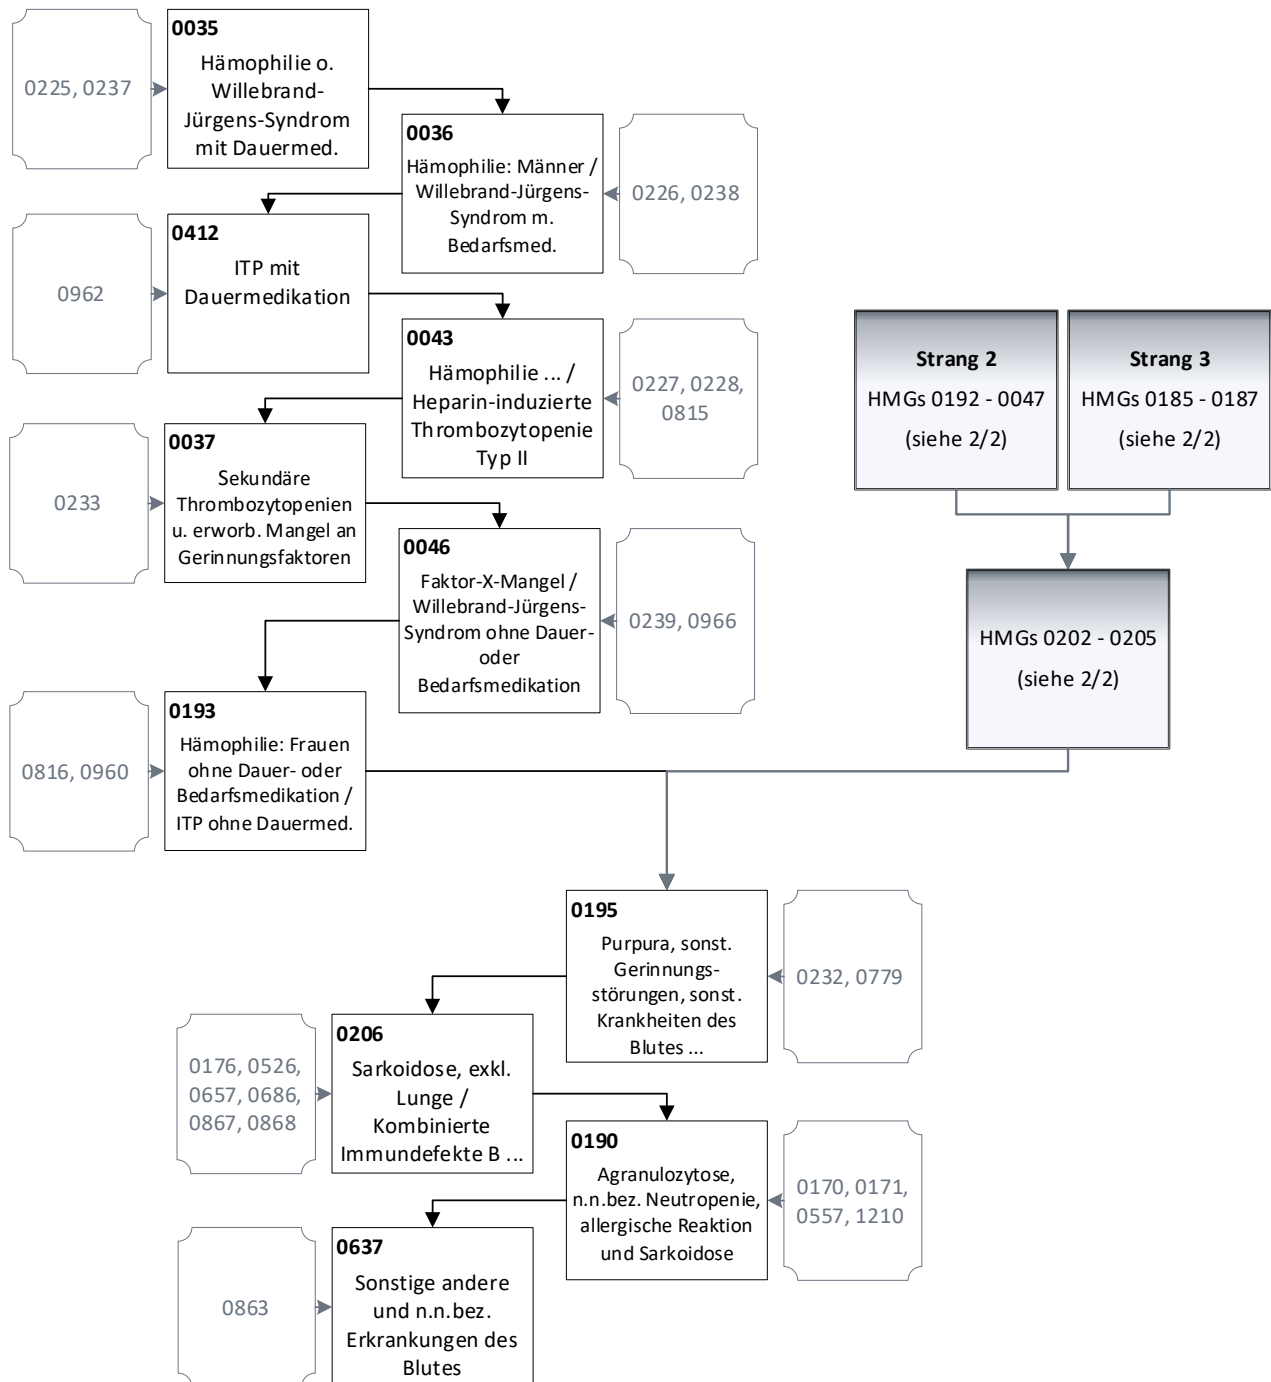 0035
Hämophilie o.
Willebrand-
Jürgens-Syndrom
mit Dauermed.
0225, 0237
0036
Hämophilie: Männer /
Willebrand-Jürgens-
Syndrom m.
Bedarfsmed.
0226, 0238
0412
ITP mit
Dauermedikation
0962
0043
Hämophilie ... /
Heparin-induzierte
Thrombozytopenie
Typ II
0227, 0228,
0815
0037
Sekundäre
Thrombozytopenien
u. erworb. Mangel an
Gerinnungsfaktoren
0233
0046
Faktor-X-Mangel /
Willebrand-Jürgens-
Syndrom ohne Dauer-
oder
Bedarfsmedikation
0239, 0966
0193
Hämophilie: Frauen
ohne Dauer- oder
Bedarfsmedikation /
ITP ohne Dauermed.
0816, 0960
Strang 2
HMGs 0192 - 0047
(siehe 2/2)
Strang 3
HMGs 0185 - 0187
(siehe 2/2)
HMGs 0202 - 0205
(siehe 2/2)
0195
Purpura, sonst.
Gerinnungs-
störungen, sonst.
Krankheiten des
Blutes ...
0232, 0779
0206
Sarkoidose, exkl.
Lunge /
Kombinierte
Immundefekte B ...
0176, 0526,
0657, 0686,
0867, 0868
0190
Agranulozytose,
n.n.bez. Neutropenie,
allergische Reaktion
und Sarkoidose
0170, 0171,
0557, 1210
0637
Sonstige andere
und n.n.bez.
Erkrankungen des
Blutes
0863